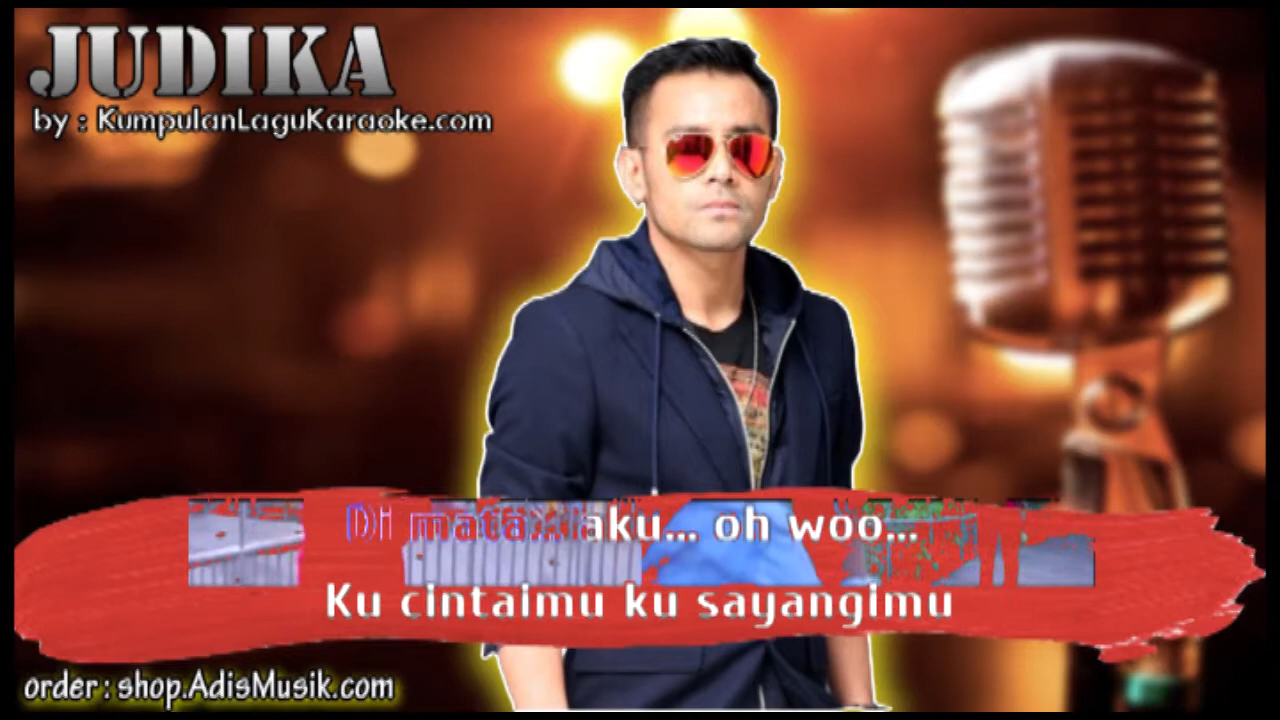 JUDIKA
by : KumpulanLaguKaraoke.com
Di mata... aku... oh woo...
Ku cintaimu ku sayangimu
order : shop.AdisMusik.com